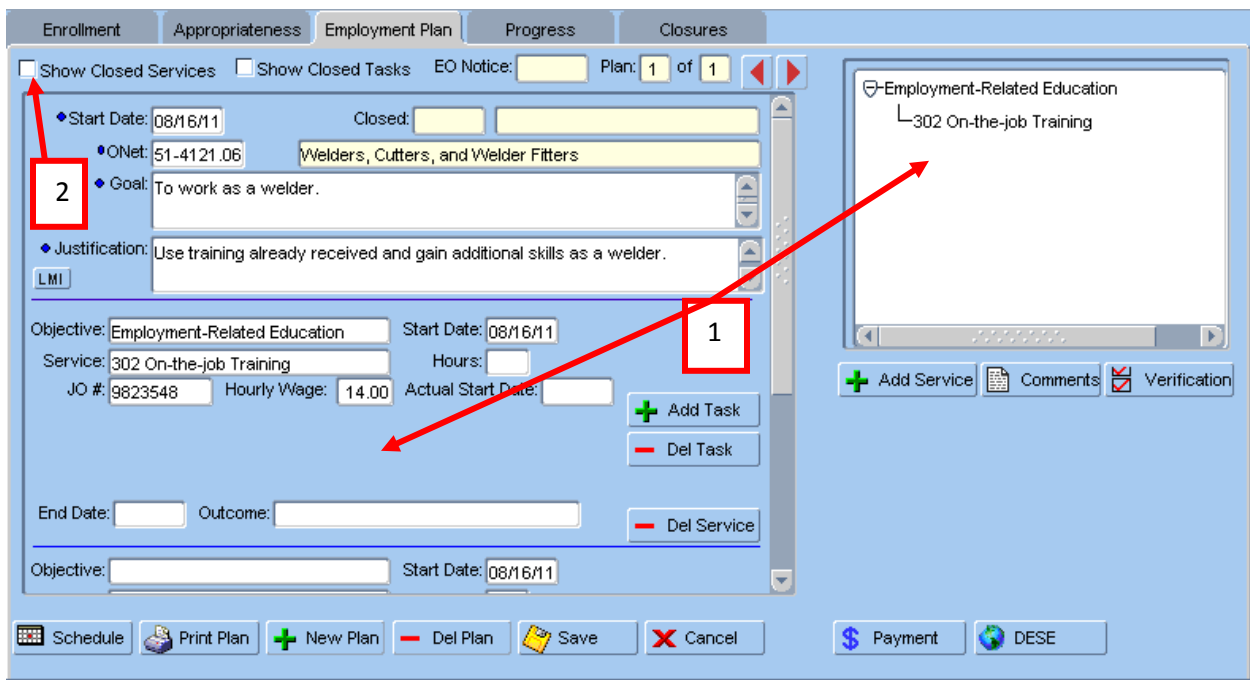 Enrollment Appropriateness Employment Plan Progress Closures
Show Closed Services Show Closed Tasks EO Notice: Plan: 1 of 1
Employment-Related Education
302 On-the-job Training
Start Date: 08/16/11 Closed:
ONet: 51-4121.06 Welders, Cutters, and Welder Fitters
2
Goal: To work as a welder.
Justification: Use training already received and gain additional skills as a welder.
LMI
1
Objective: Employment-Related Education Start Date: 08/16/11
Service: 302 On-the-job Training Hours:
JO #: 9823548 Hourly Wage: 14.00 Actual Start Date:
Add Service Comments Verification
Add Task
Del Task
End Date: Outcome:
Del Service
Objective: Start Date: 08/16/11
Schedule Print Plan New Plan Del Plan Save Cancel Payment DESE